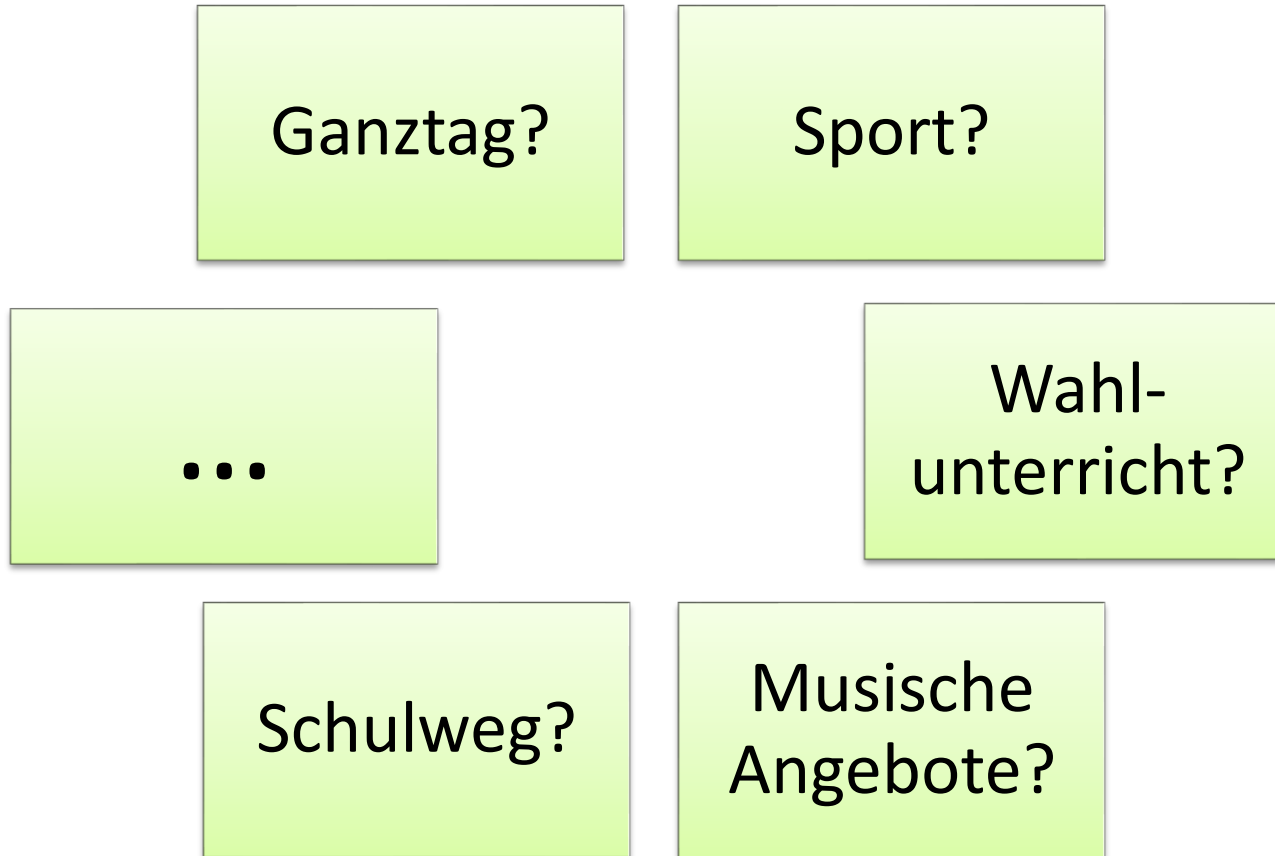 Ganztag?
Sport?
...
Wahl-
unterricht?
Schulweg?
Musische
Angebote?